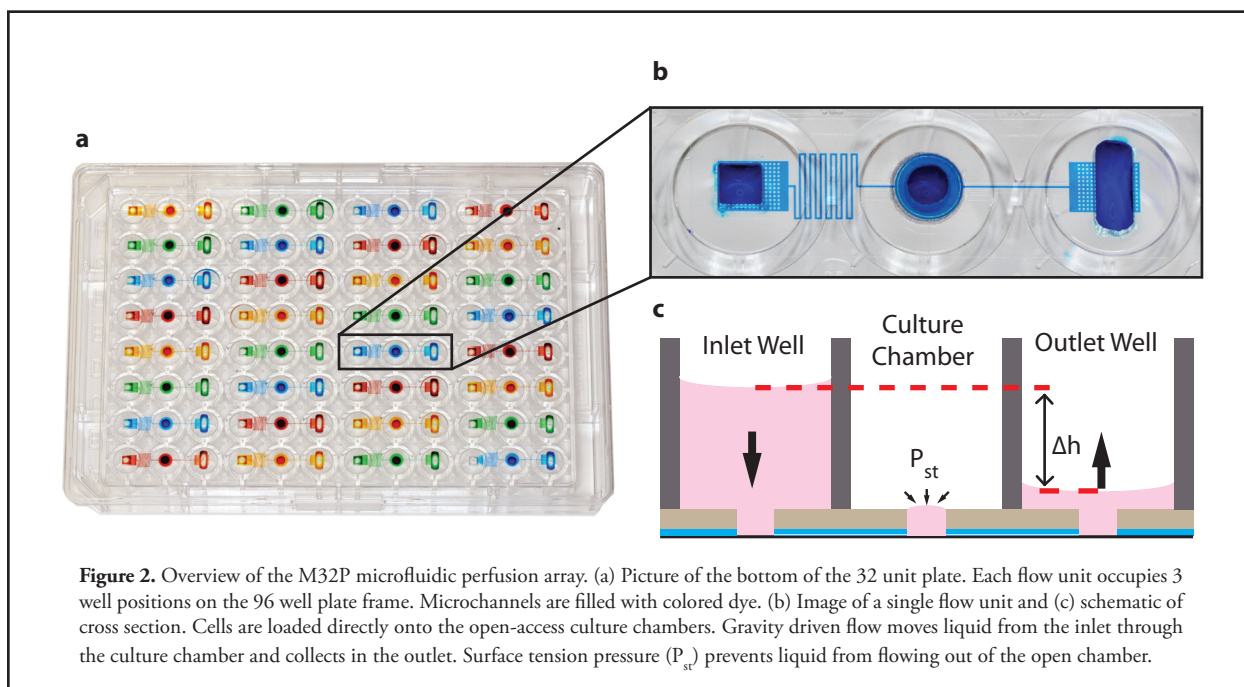 a
b
c
Inlet Well
Culture
Chamber
Outlet Well
Δh
P_st
Figure 2. Overview of the M32P microfluidic perfusion array. (a) Picture of the bottom of the 32 unit plate. Each flow unit occupies 3
well positions on the 96 well plate frame. Microchannels are filled with colored dye. (b) Image of a single flow unit and (c) schematic of
cross section. Cells are loaded directly onto the open-access culture chambers. Gravity driven flow moves liquid from the inlet through
the culture chamber and collects in the outlet. Surface tension pressure (P_st) prevents liquid from flowing out of the open chamber.